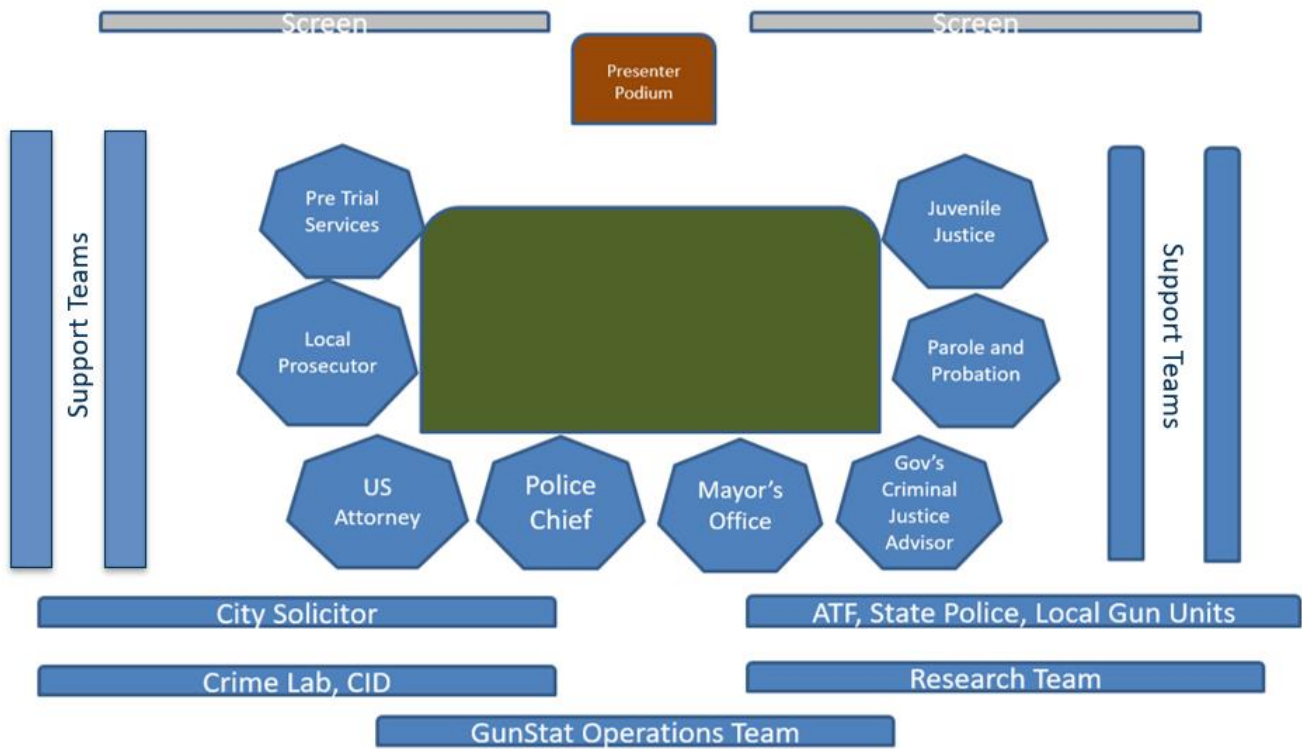 Screen
Screen
Presenter
Podium
Pre Trial
Services
Juvenile
Justice
Support Teams
Local
Prosecutor
Parole and
Probation
Support Teams
US
Attorney
Police
Chief
Mayor’s
Office
Gov’s
Criminal
Justice
Advisor
City Solicitor
ATF, State Police, Local Gun Units
Crime Lab, CID
Research Team
GunStat Operations Team